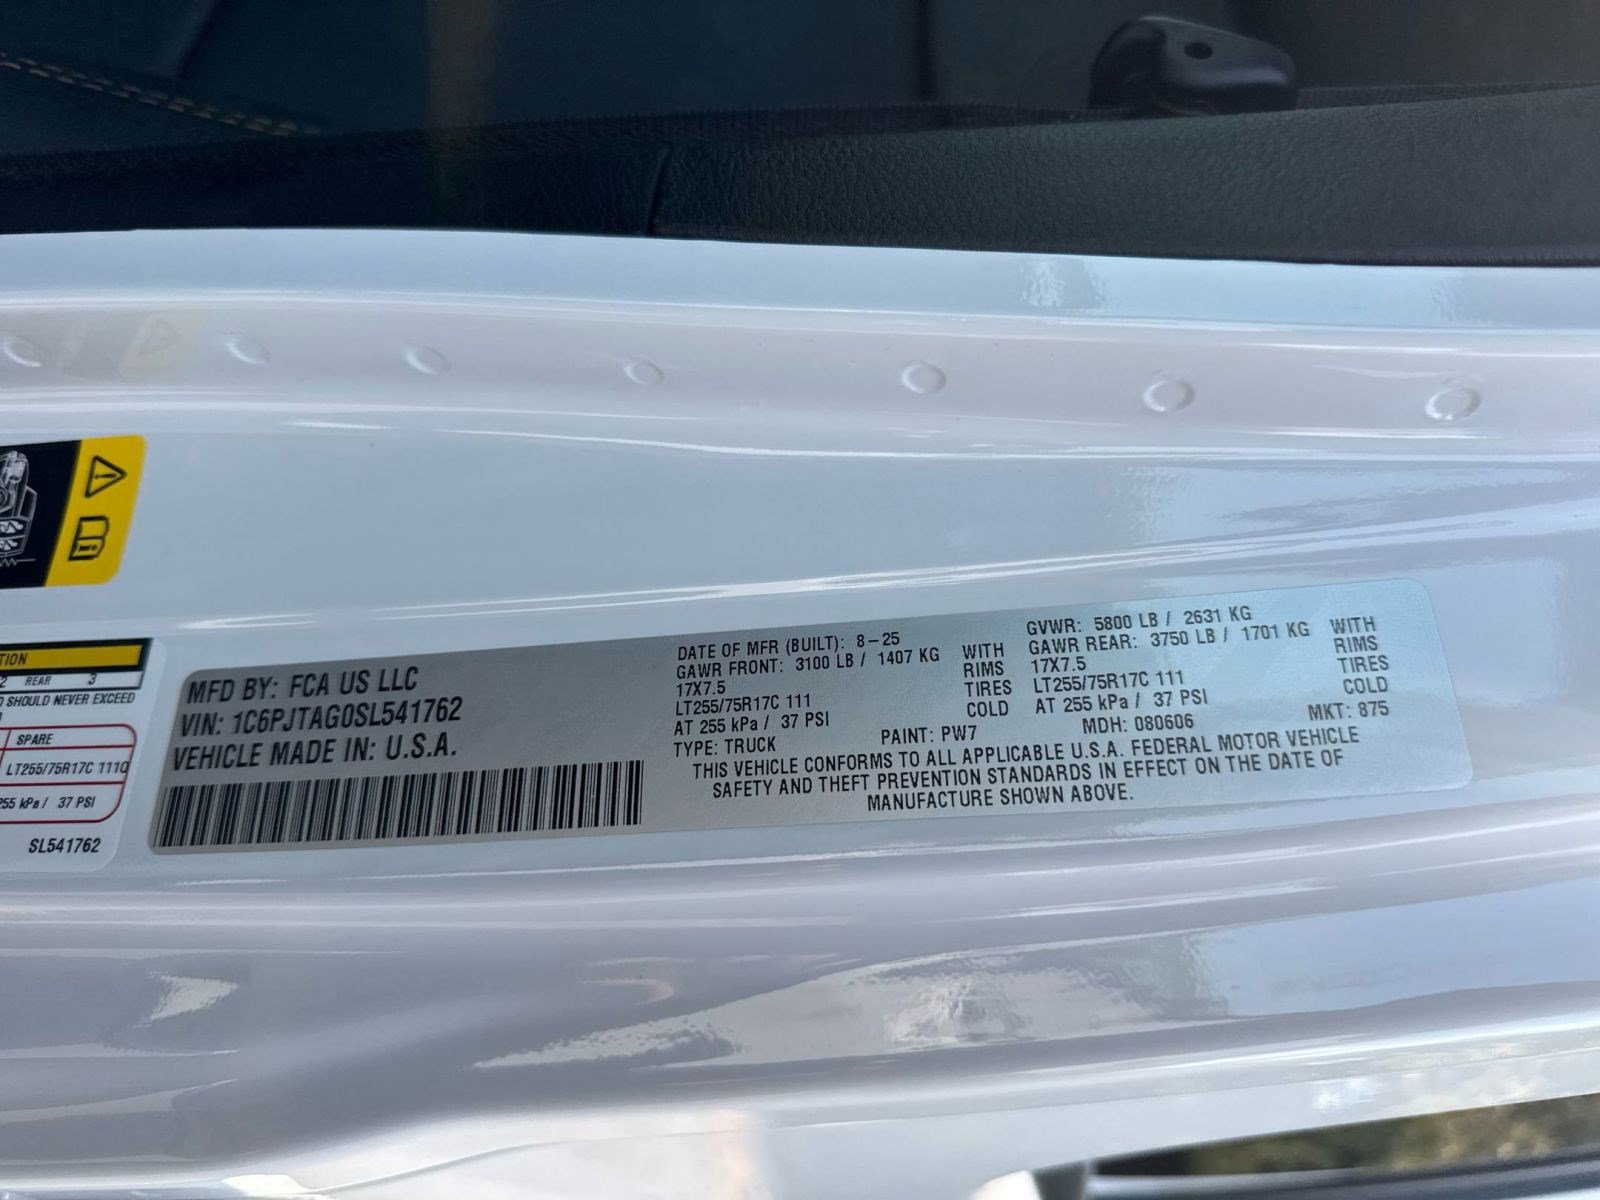 INFO
TION
2 REAR 3
D SHOULD NEVER EXCEED
SPARE
LT255/75R17C 111Q
255 kPa / 37 PSI
SL541762
MFD BY: FCA US LLC
VIN: 1C6PJTAG0SL541762
VEHICLE MADE IN: U.S.A.
DATE OF MFR (BUILT): 8-25
GAWR FRONT: 3100 LB / 1407 KG WITH
17X7.5 RIMS
LT255/75R17C 111 TIRES
AT 255 kPa / 37 PSI COLD
TYPE: TRUCK
GVWR: 5800 LB / 2631 KG
GAWR REAR: 3750 LB / 1701 KG WITH
17X7.5 RIMS
LT255/75R17C 111 TIRES
AT 255 kPa / 37 PSI COLD
PAINT: PW7 MDH: 080606 MKT: 875
THIS VEHICLE CONFORMS TO ALL APPLICABLE U.S.A. FEDERAL MOTOR VEHICLE
SAFETY AND THEFT PREVENTION STANDARDS IN EFFECT ON THE DATE OF
MANUFACTURE SHOWN ABOVE.